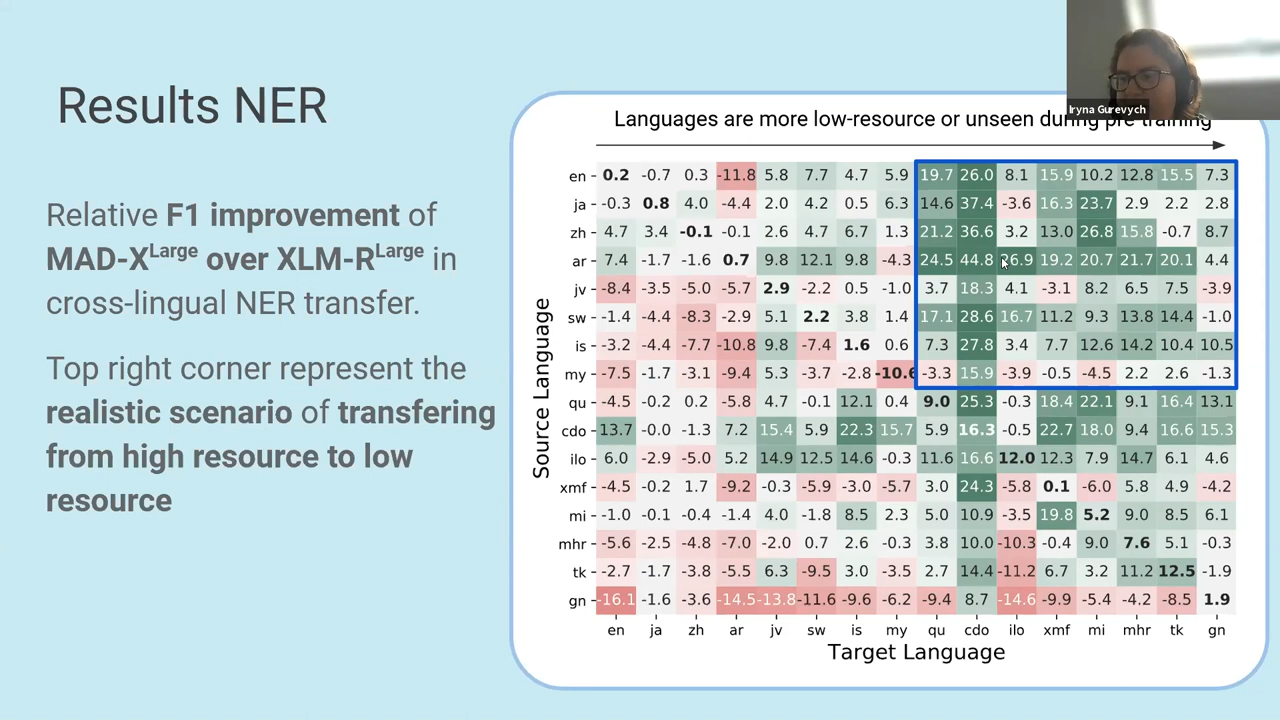 Iryna Gurevych
Results NER
Relative F1 improvement of
MAD-XLarge over XLM-RLarge in
cross-lingual NER transfer.
Top right corner represent the
realistic scenario of transfering
from high resource to low
resource
Languages are more low-resource or unseen during pre training
Source Language
en 0.2 -0.7 0.3 -11.8 5.8 7.7 4.7 5.9 19.7 26.0 8.1 15.9 10.2 12.8 15.5 7.3
ja -0.3 0.8 4.0 -4.4 2.0 4.2 0.5 6.3 14.6 37.4 -3.6 16.3 23.7 2.9 2.2 2.8
zh 4.7 3.4 -0.1 -0.1 2.6 4.7 6.7 1.3 21.2 36.6 3.2 13.0 26.8 15.8 -0.7 8.7
ar 7.4 -1.7 -1.6 0.7 9.8 12.1 9.8 -4.3 24.5 44.8 26.9 19.2 20.7 21.7 20.1 4.4
jv -8.4 -3.5 -5.0 -5.7 2.9 -2.2 0.5 -1.0 3.7 18.3 4.1 -3.1 8.2 6.5 7.5 -3.9
sw -1.4 -4.4 -8.3 -2.9 5.1 2.2 3.8 1.4 17.1 28.6 16.7 11.2 9.3 13.8 14.4 -1.0
is -3.2 -4.4 -7.7 -10.8 9.8 -7.4 1.6 0.6 7.3 27.8 3.4 7.7 12.6 14.2 10.4 10.5
my -7.5 -1.7 -3.1 -9.4 5.3 -3.7 -2.8 -10.6 -3.3 15.9 -3.9 -0.5 -4.5 2.2 2.6 -1.3
qu -4.5 -0.2 0.2 -5.8 4.7 -0.1 12.1 0.4 9.0 25.3 -0.3 18.4 22.1 9.1 16.4 13.1
cdo 13.7 -0.0 -1.3 7.2 15.4 5.9 22.3 15.7 5.9 16.3 -0.5 22.7 18.0 9.4 16.6 15.3
ilo 6.0 -2.9 -5.0 5.2 14.9 12.5 14.6 -0.3 11.6 16.6 12.0 12.3 7.9 14.7 6.1 4.6
xmf -4.5 -0.2 1.7 -9.2 -0.3 -5.9 -3.0 -5.7 3.0 24.3 -5.8 0.1 -6.0 5.8 4.9 -4.2
mi -1.0 -0.1 -0.4 -1.4 4.0 -1.8 8.5 2.3 5.0 10.9 -3.5 19.8 5.2 9.0 8.5 6.1
mhr -5.6 -2.5 -4.8 -7.0 -2.0 0.7 2.6 -0.3 3.8 10.0 -10.3 -0.4 9.0 7.6 5.1 -0.3
tk -2.7 -1.7 -3.8 -5.5 6.3 -9.5 3.0 -3.5 2.7 14.4 -11.2 6.7 3.2 11.2 12.5 -1.9
gn -16.1 -1.6 -3.6 -14.5 -13.8 -11.6 -9.6 -6.2 -9.4 8.7 -14.6 -9.9 -5.4 -4.2 -8.5 1.9
en ja zh ar jv sw is my qu cdo ilo xmf mi mhr tk gn
Target Language